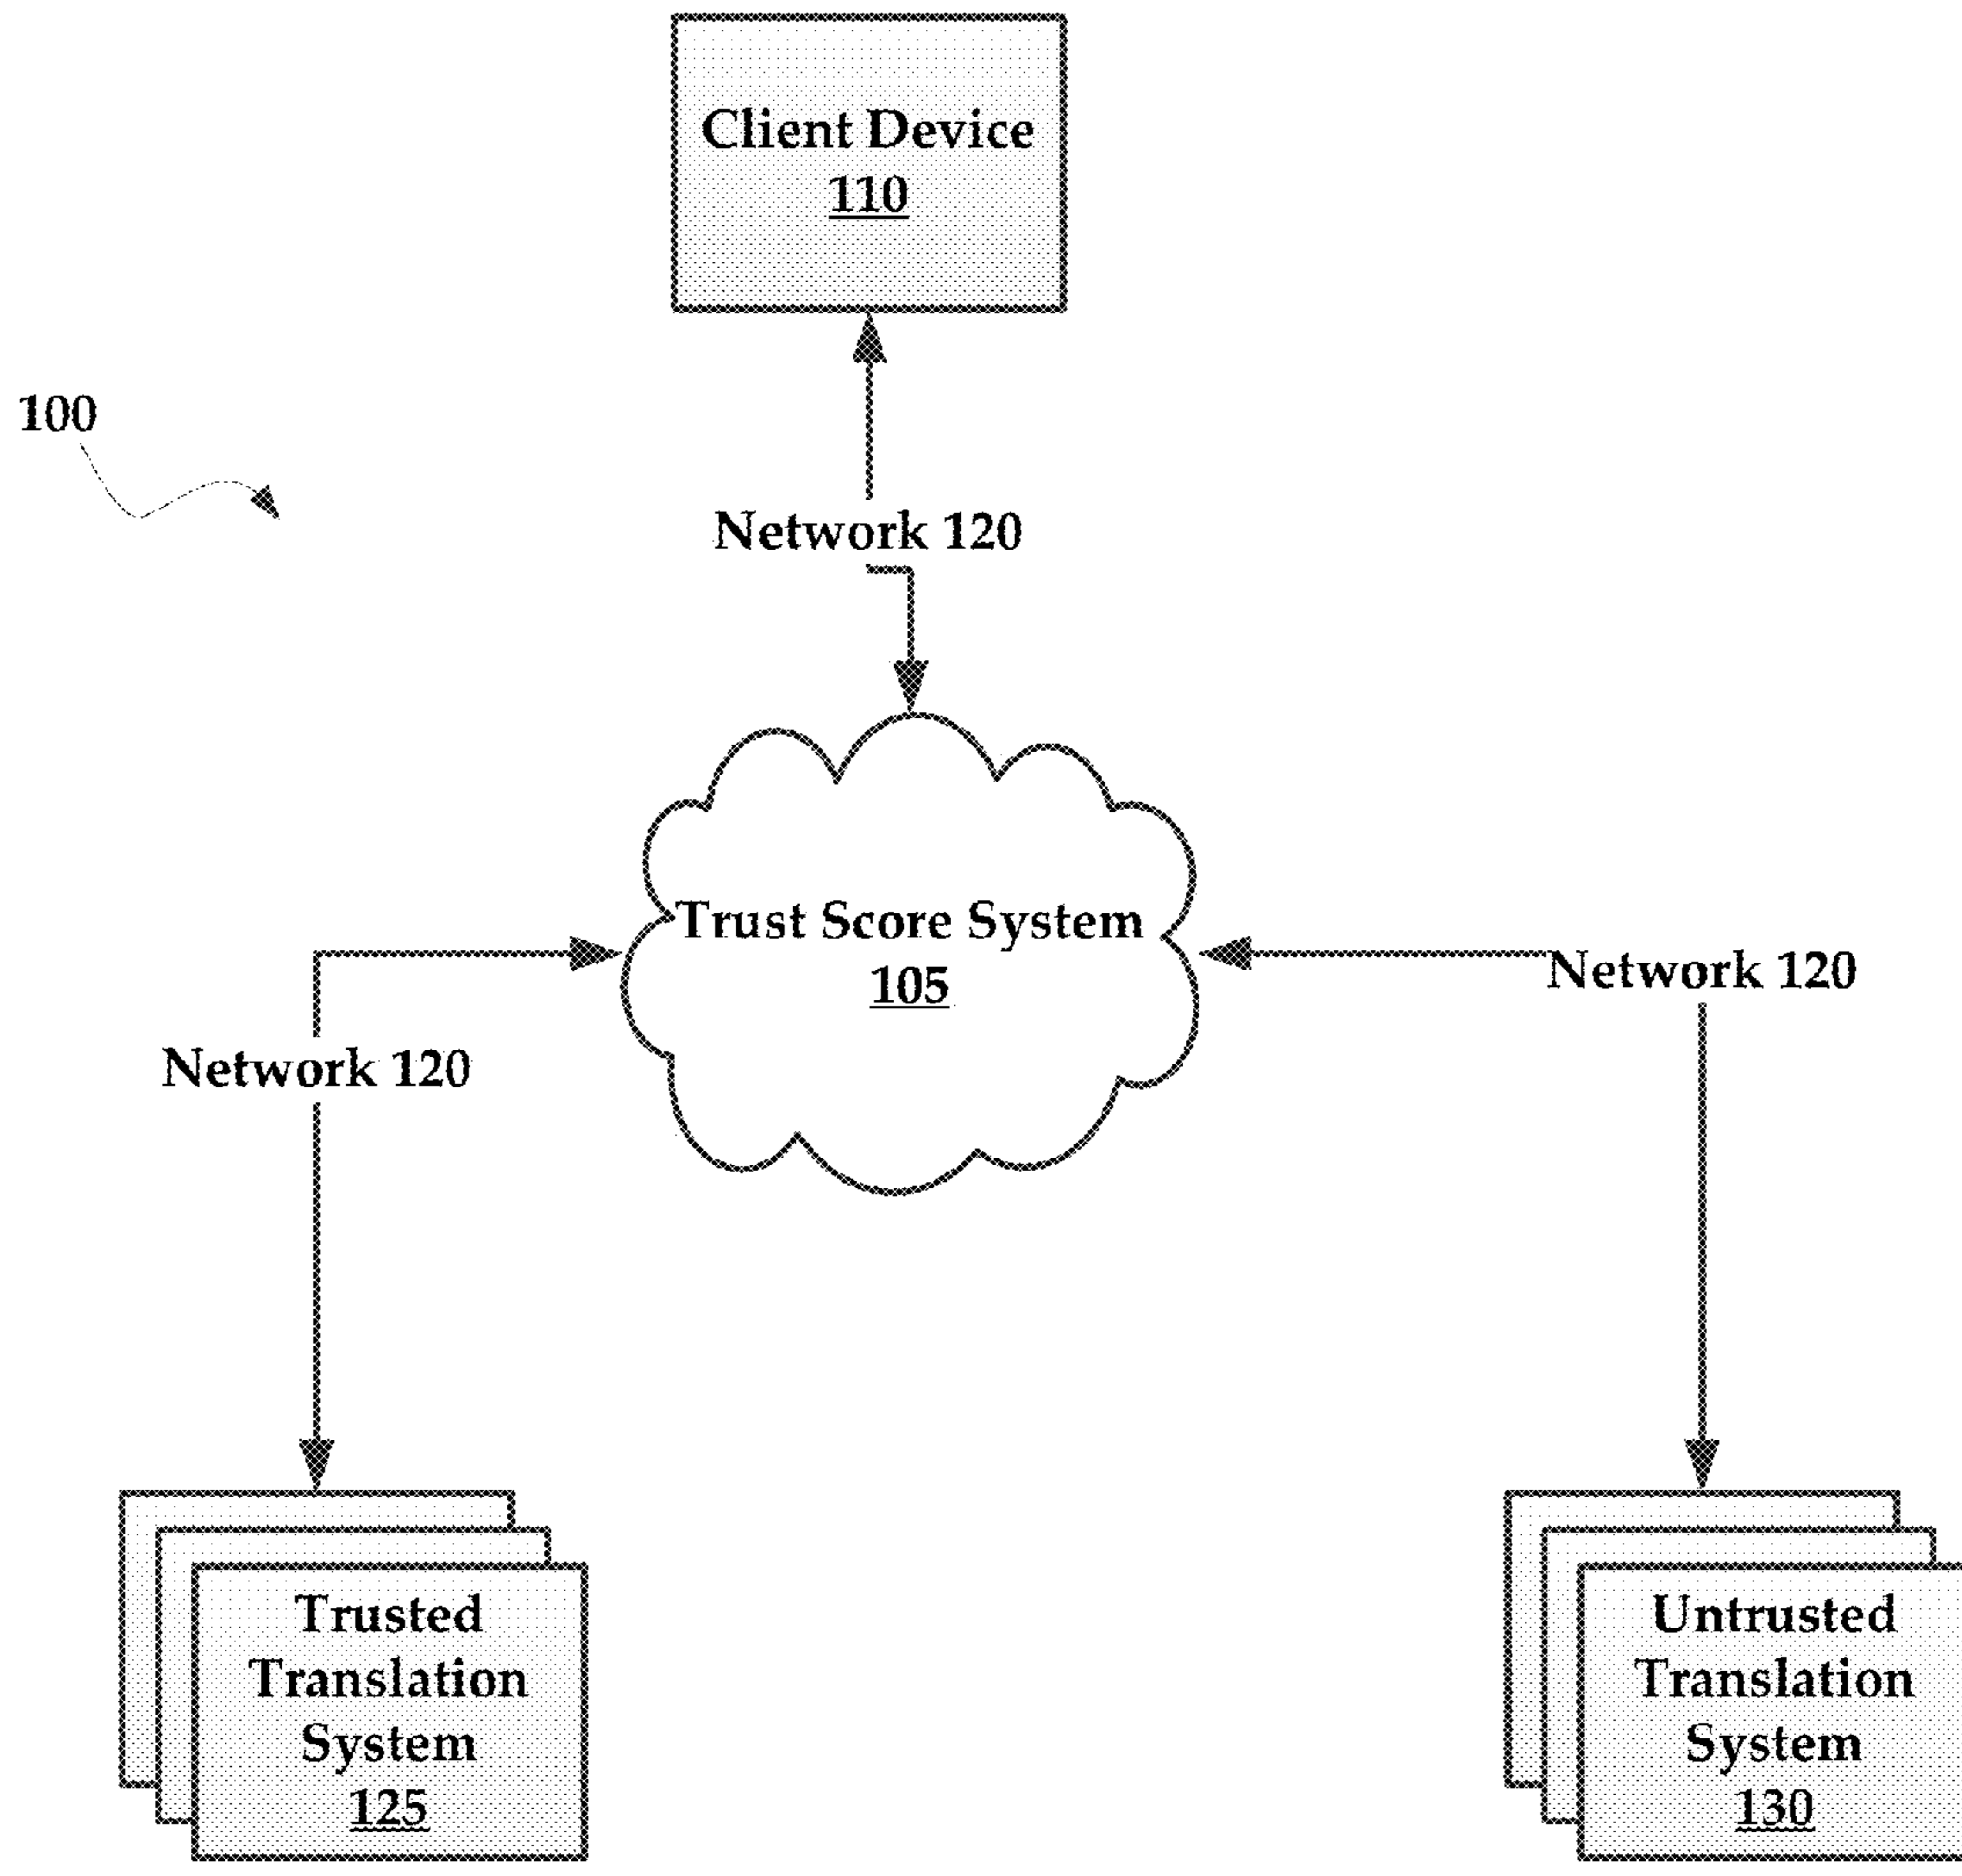 Client Device
110
100
Network 120
Trust Score System
105
Network 120
Network 120
Trusted
Translation
System
125
Untrusted
Translation
System
130